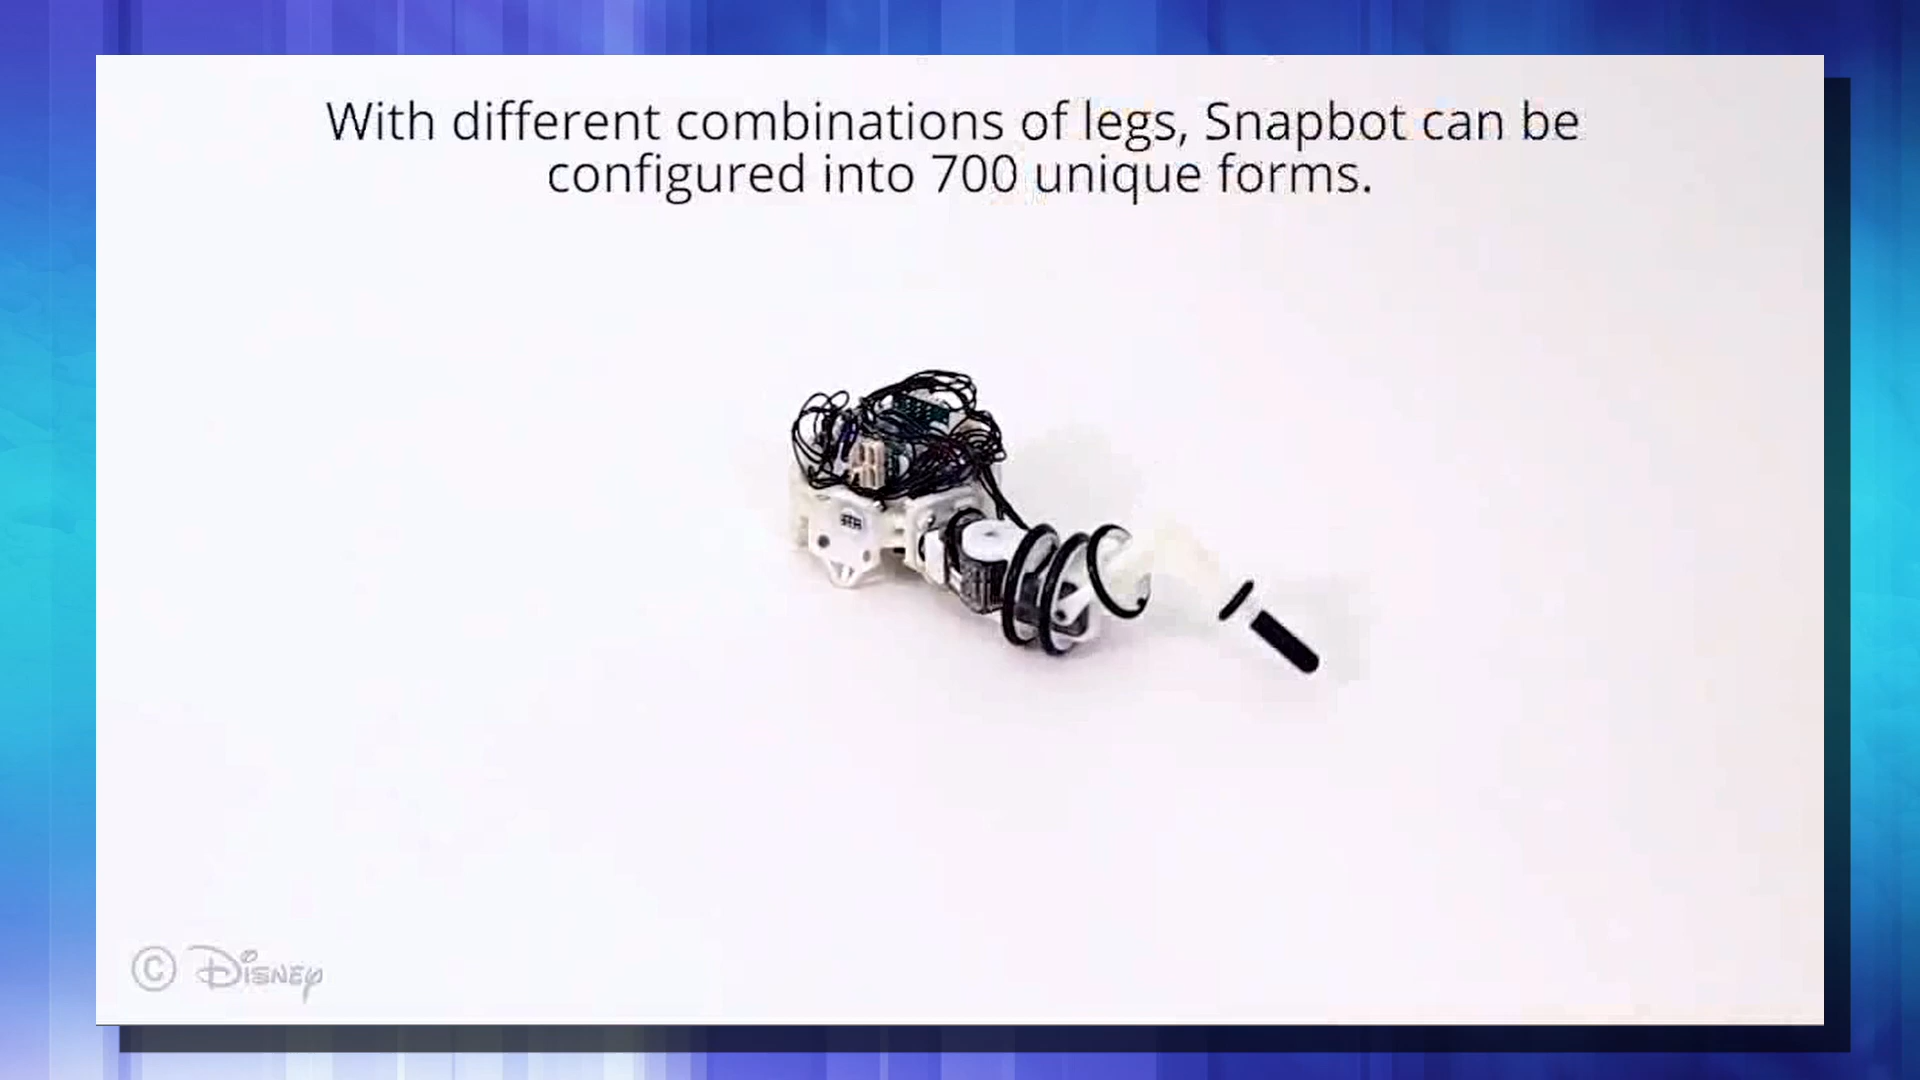 With different combinations of legs, Snapbot can be
configured into 700 unique forms.
© Disney